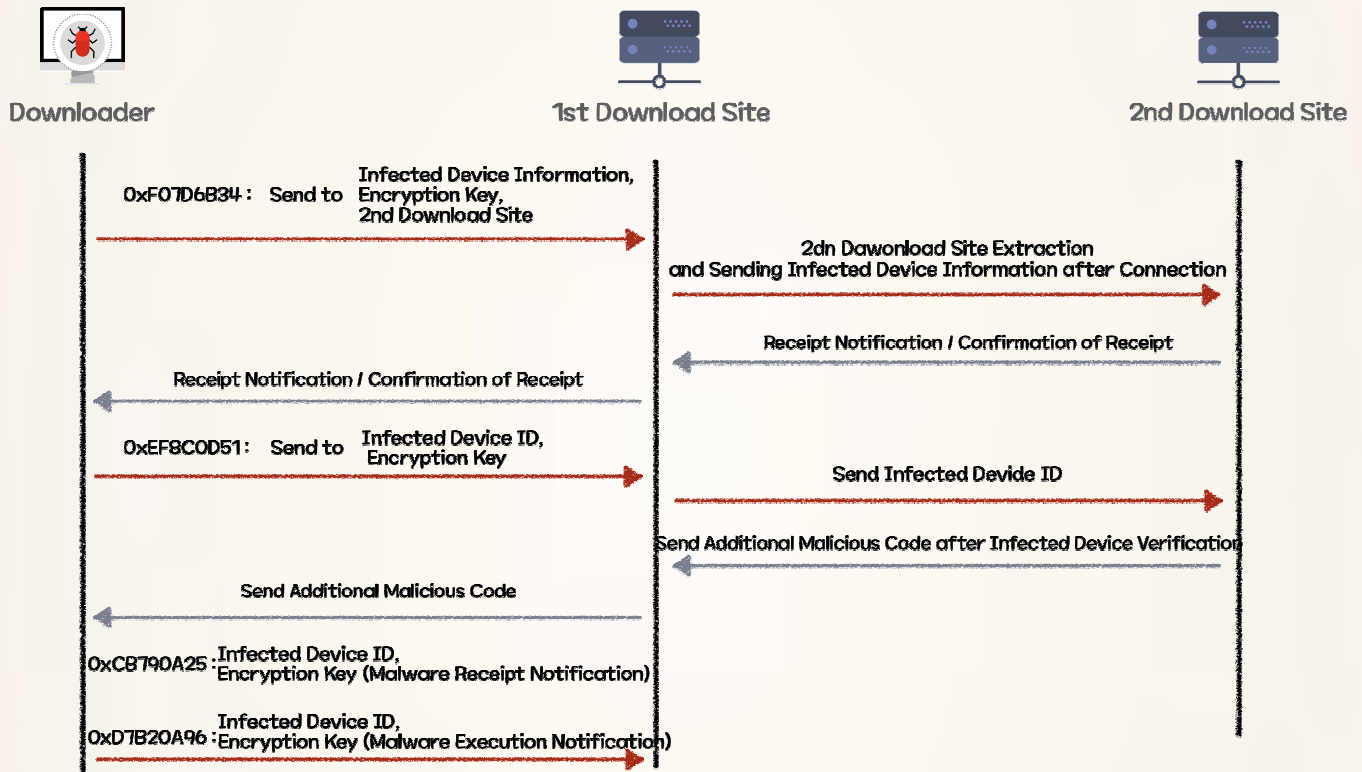 Downloader
1st Download Site
2nd Download Site
0xF07D6B34 : Send to Infected Device Information,
Encryption Key,
2nd Download Site
2dn Dawonload Site Extraction
and Sending Infected Device Information after Connection
Receipt Notification / Confirmation of Receipt
Receipt Notification / Confirmation of Receipt
0xEF8C0D51 : Send to Infected Device ID,
Encryption Key
Send Infected Devide ID
Send Additional Malicious Code after Infected Device Verification
Send Additional Malicious Code
0xCB790A25 : Infected Device ID,
Encryption Key (Malware Receipt Notification)
0xD7B20A96 : Infected Device ID,
Encryption Key (Malware Execution Notification)